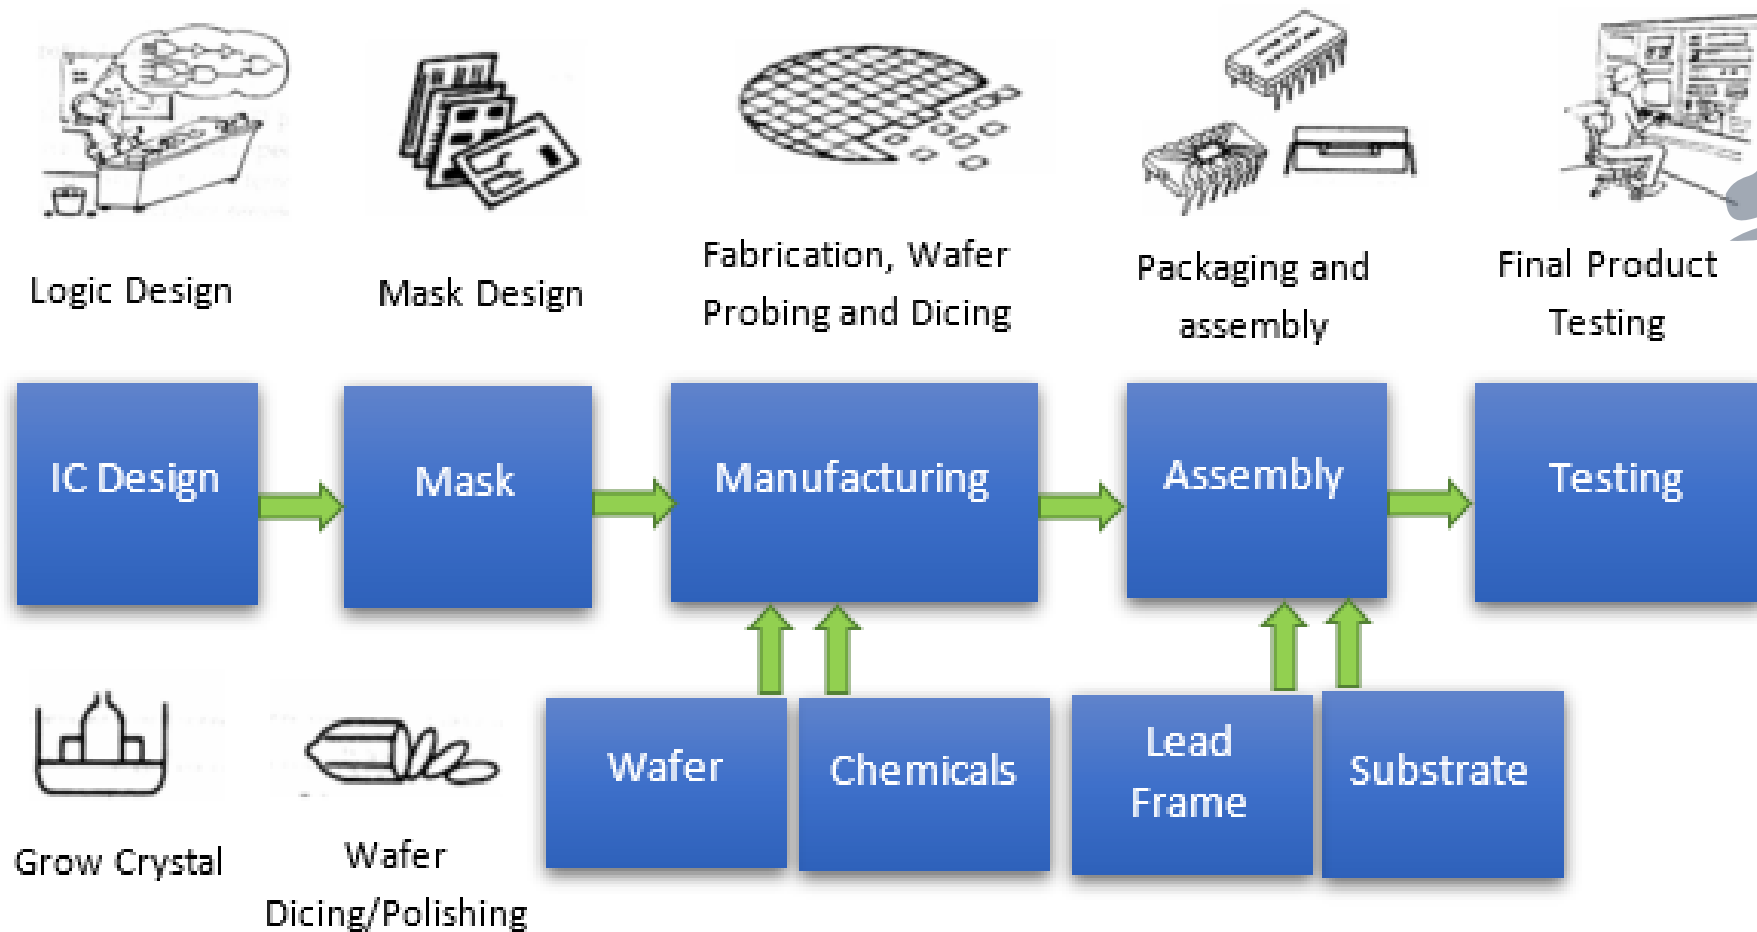 Logic Design
Mask Design
Fabrication, Wafer
Probing and Dicing
Packaging and
assembly
Final Product
Testing
IC Design
Mask
Manufacturing
Assembly
Testing
Wafer
Chemicals
Lead
Frame
Substrate
Grow Crystal
Wafer
Dicing/Polishing